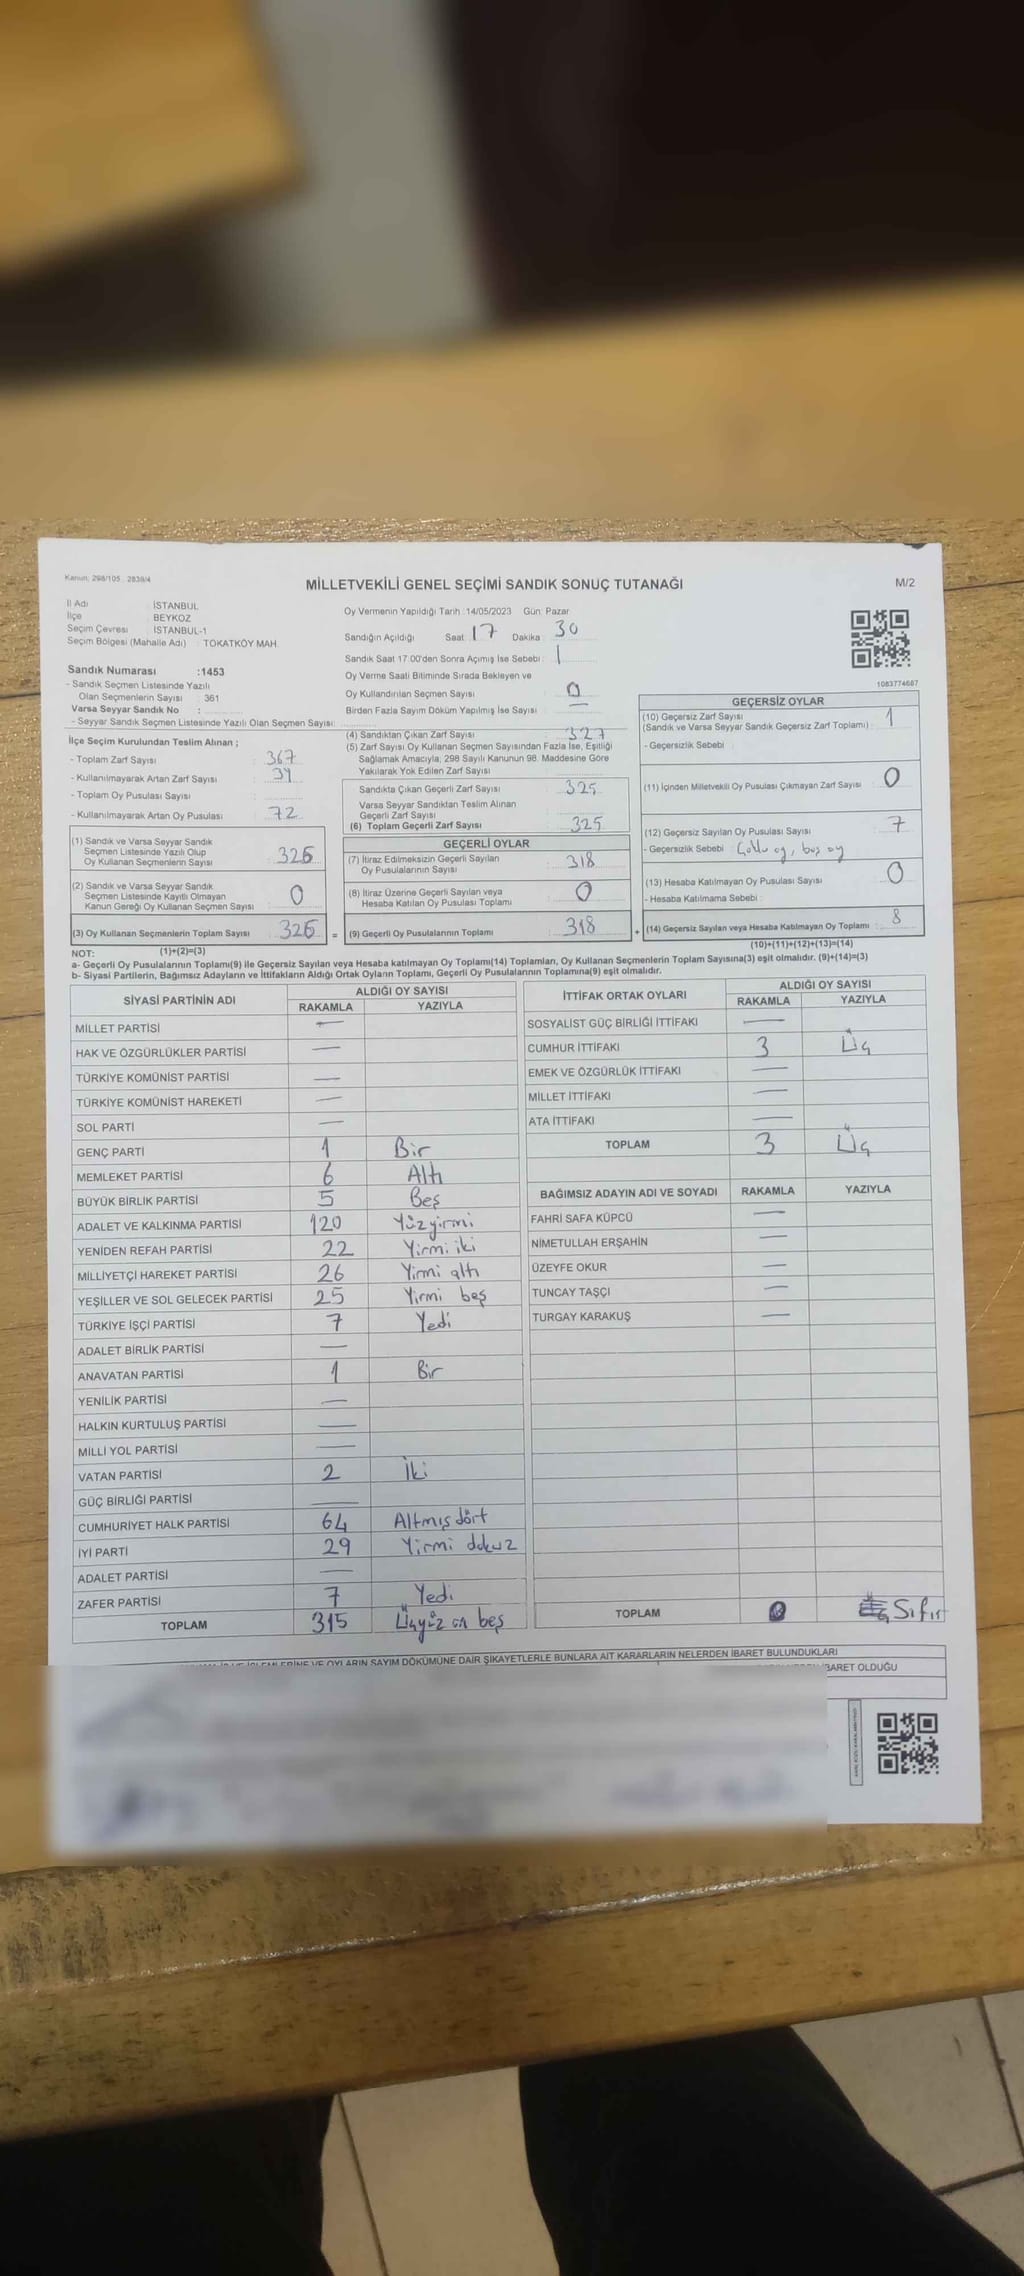 Kanun: 298/105 , 2839/4
MİLLETVEKİLİ GENEL SEÇİMİ SANDIK SONUÇ TUTANAĞI
M/2
İl Adı : İSTANBUL
İlçe : BEYKOZ
Seçim Çevresi : İSTANBUL-1
Seçim Bölgesi (Mahalle Adı) : TOKATKÖY MAH
Sandık Numarası :1453
- Sandık Seçmen Listesinde Yazılı
Olan Seçmenlerin Sayısı : 361
Varsa Seyyar Sandık No :
- Seyyar Sandık Seçmen Listesinde Yazılı Olan Seçmen Sayısı:
Oy Vermenin Yapıldığı Tarih :14/05/2023 Gün: Pazar
Sandığın Açıldığı Saat 17 Dakika : 30
Sandık Saat 17:00'den Sonra Açımış İse Sebebi :
Oy Verme Saati Bitiminde Sırada Bekleyen ve
Oy Kullandırılan Seçmen Sayısı : 0
Birden Fazla Sayım Döküm Yapılmış İse Sayısı :
1083774687
İlçe Seçim Kurulundan Teslim Alınan ;
- Toplam Zarf Sayısı : 367
- Kullanılmayarak Artan Zarf Sayısı :
- Toplam Oy Pusulası Sayısı :
- Kullanılmayarak Artan Oy Pusulası : 72
(1) Sandık ve Varsa Seyyar Sandık
Seçmen Listesinde Yazılı Olup
Oy Kullanan Seçmenlerin Sayısı : 326
(2) Sandık ve Varsa Seyyar Sandık
Seçmen Listesinde Kayıtlı Olmayan
Kanun Gereği Oy Kullanan Seçmen Sayısı : 0
(3) Oy Kullanan Seçmenlerin Toplam Sayısı : 326
(4) Sandıktan Çıkan Zarf Sayısı : 327
(5) Zarf Sayısı Oy Kullanan Seçmen Sayısından Fazla İse, Eşitliği
Sağlamak Amacıyla, 298 Sayılı Kanunun 98. Maddesine Göre
Yakılarak Yok Edilen Zarf Sayısı :
Sandıkta Çıkan Geçerli Zarf Sayısı : 325
Varsa Seyyar Sandıktan Teslim Alınan
Geçerli Zarf Sayısı :
(6) Toplam Geçerli Zarf Sayısı : 325
GEÇERLİ OYLAR
(7) İtiraz Edilmeksizin Geçerli Sayılan
Oy Pusulalarının Sayısı : 318
(8) İtiraz Üzerine Geçerli Sayılan veya
Hesaba Katılan Oy Pusulası Toplamı : 0
= (9) Geçerli Oy Pusulalarının Toplamı : 318 +
GEÇERSİZ OYLAR
(10) Geçersiz Zarf Sayısı
(Sandık ve Varsa Seyyar Sandık Geçersiz Zarf Toplamı) : 1
- Geçersizlik Sebebi :
(11) İçinden Milletvekili Oy Pusulası Çıkmayan Zarf Sayısı : 0
(12) Geçersiz Sayılan Oy Pusulası Sayısı : 7
- Geçersizlik Sebebi : Çoklu oy, boş oy
(13) Hesaba Katılmayan Oy Pusulası Sayısı : 0
- Hesaba Katılmama Sebebi :
(14) Geçersiz Sayılan veya Hesaba Katılmayan Oy Toplamı : 8
NOT: (1)+(2)=(3) (10)+(11)+(12)+(13)=(14)
a- Geçerli Oy Pusulalarının Toplamı(9) ile Geçersiz Sayılan veya Hesaba katılmayan Oy Toplamı(14) Toplamları, Oy Kullanan Seçmenlerin Toplam Sayısına(3) eşit olmalıdır. (9)+(14)=(3)
b- Siyasi Partilerin, Bağımsız Adayların ve İttifakların Aldığı Ortak Oyların Toplamı, Geçerli Oy Pusulalarının Toplamına(9) eşit olmalıdır.
SİYASİ PARTİNİN ADI ALDIĞI OY SAYISI
RAKAMLA YAZIYLA
MİLLET PARTİSİ —
HAK VE ÖZGÜRLÜKLER PARTİSİ —
TÜRKİYE KOMÜNİST PARTİSİ —
TÜRKİYE KOMÜNİST HAREKETİ —
SOL PARTİ —
GENÇ PARTİ 1 Bir
MEMLEKET PARTİSİ 6 Altı
BÜYÜK BİRLİK PARTİSİ 5 Beş
ADALET VE KALKINMA PARTİSİ 120 Yüzyirmi
YENİDEN REFAH PARTİSİ 22 Yirmi iki
MİLLİYETÇİ HAREKET PARTİSİ 26 Yirmi altı
YEŞİLLER VE SOL GELECEK PARTİSİ 25 Yirmi beş
TÜRKİYE İŞÇİ PARTİSİ 7 Yedi
ADALET BİRLİK PARTİSİ —
ANAVATAN PARTİSİ 1 Bir
YENİLİK PARTİSİ —
HALKIN KURTULUŞ PARTİSİ —
MİLLİ YOL PARTİSİ —
VATAN PARTİSİ 2 İki
GÜÇ BİRLİĞİ PARTİSİ —
CUMHURİYET HALK PARTİSİ 64 Altmış dört
İYİ PARTİ 29 Yirmi dokuz
ADALET PARTİSİ —
ZAFER PARTİSİ 7 Yedi
TOPLAM 315 Üçyüz on beş
İTTİFAK ORTAK OYLARI ALDIĞI OY SAYISI
RAKAMLA YAZIYLA
SOSYALİST GÜÇ BİRLİĞİ İTTİFAKI —
CUMHUR İTTİFAKI 3 Üç
EMEK VE ÖZGÜRLÜK İTTİFAKI —
MİLLET İTTİFAKI —
ATA İTTİFAKI —
TOPLAM 3 Üç
BAĞIMSIZ ADAYIN ADI VE SOYADI RAKAMLA YAZIYLA
FAHRİ SAFA KÜPCÜ —
NİMETULLAH ERŞAHİN —
ÜZEYFE OKUR —
TUNCAY TAŞÇI —
TURGAY KARAKUŞ —
TOPLAM 0 Sıfır
OYLARIN SAYIM DÖKÜMÜNE DAİR ŞİKAYETLERLE BUNLARA AİT KARARLARIN NELERDEN İBARET BULUNDUKLARI
İBARET OLDUĞU